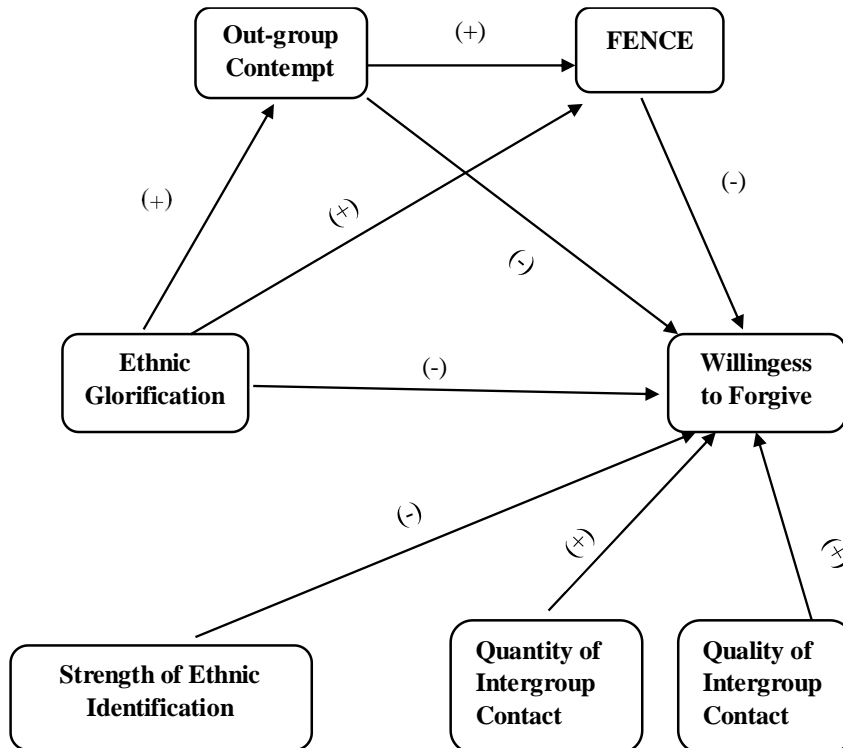 Out-group
Contempt
(+)
FENCE
(+)
(+)
(-)
(-)
Ethnic
Glorification
(-)
Willingess
to Forgive
(-)
(+)
(+)
Strength of Ethnic
Identification
Quantity of
Intergroup
Contact
Quality of
Intergroup
Contact